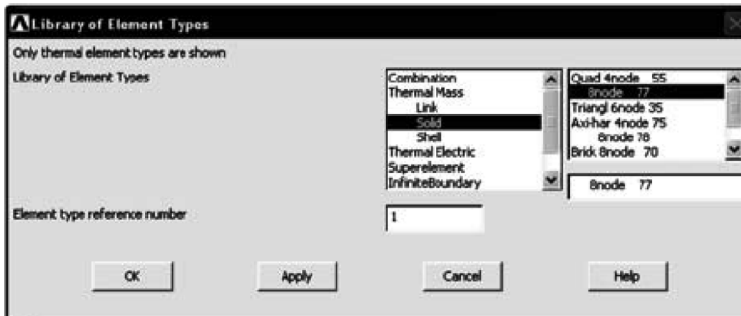 Library of Element Types
Only thermal element types are shown
Library of Element Types
Combination
Thermal Mass
Link
Solid
Shell
Thermal Electric
Superelement
InfiniteBoundary
Quad 4node 55
8node 77
Triangl 6node 35
Axi-har 4node 75
8node 78
Brick 8node 70
8node 77
Element type reference number
1
OK
Apply
Cancel
Help